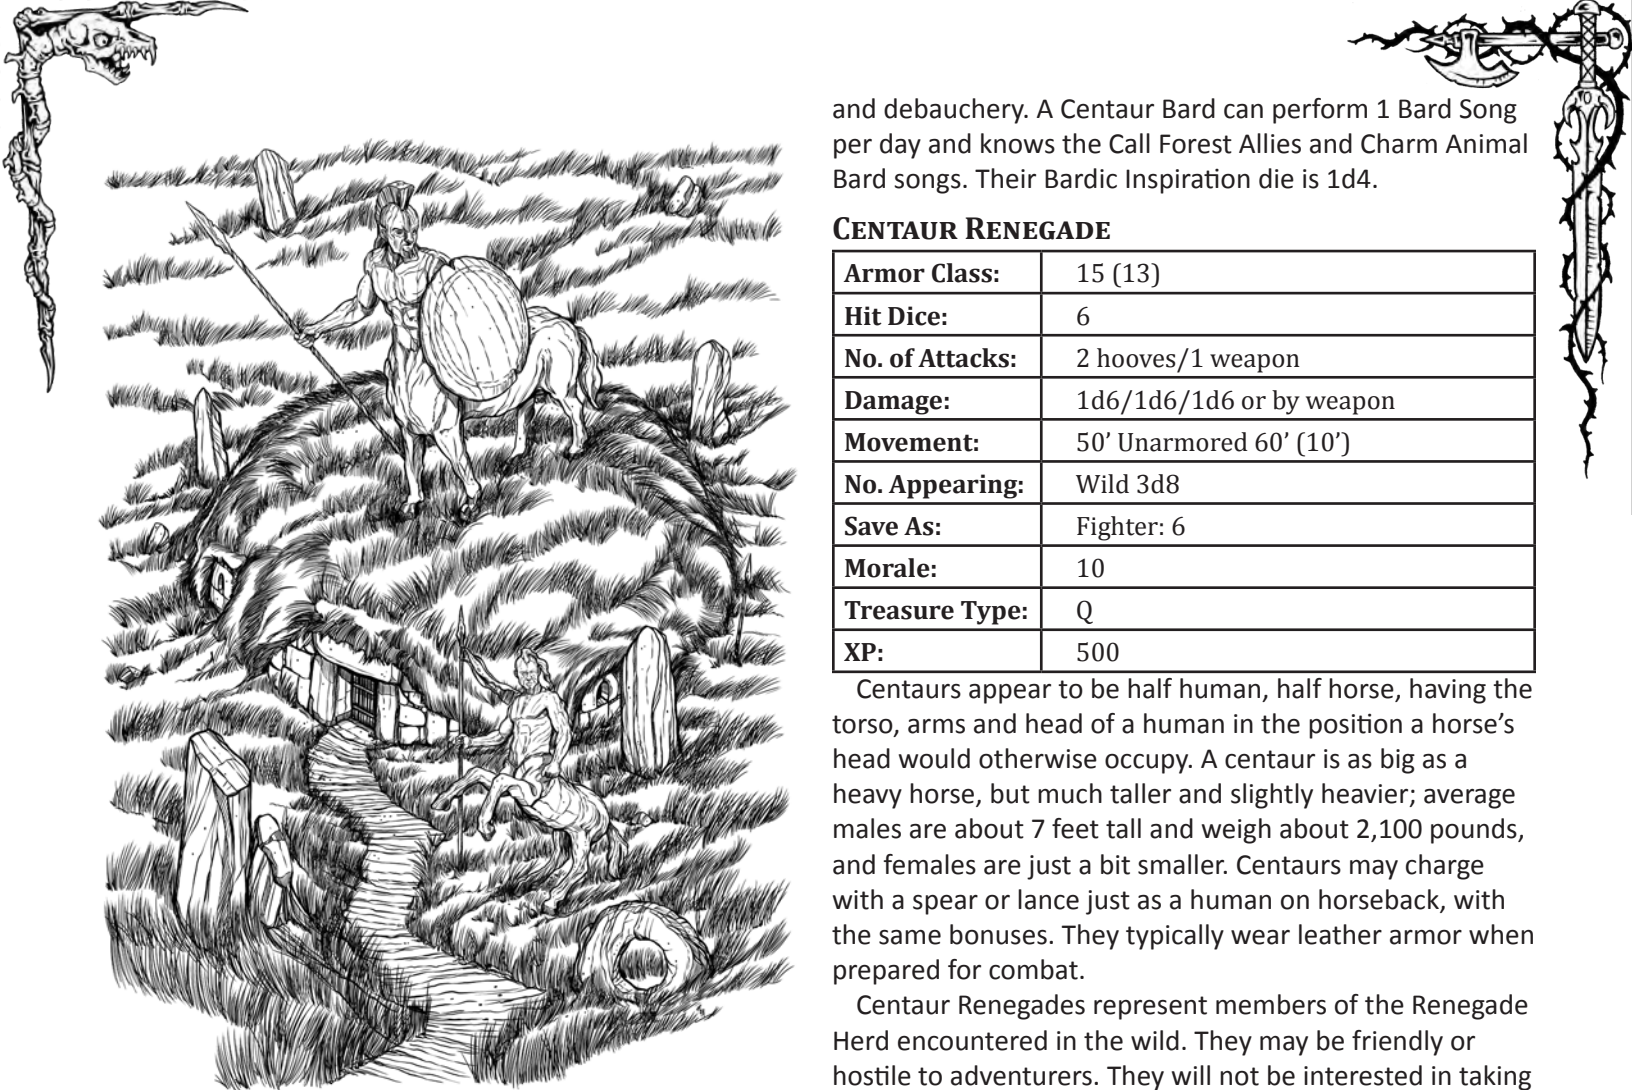 and debauchery. A Centaur Bard can perform 1 Bard Song
per day and knows the Call Forest Allies and Charm Animal
Bard songs. Their Bardic Inspiration die is 1d4.
Centaur Renegade
Armor Class: 15 (13)
Hit Dice: 6
No. of Attacks: 2 hooves/1 weapon
Damage: 1d6/1d6/1d6 or by weapon
Movement: 50’ Unarmored 60’ (10’)
No. Appearing: Wild 3d8
Save As: Fighter: 6
Morale: 10
Treasure Type: Q
XP: 500
Centaurs appear to be half human, half horse, having the
torso, arms and head of a human in the position a horse’s
head would otherwise occupy. A centaur is as big as a
heavy horse, but much taller and slightly heavier; average
males are about 7 feet tall and weigh about 2,100 pounds,
and females are just a bit smaller. Centaurs may charge
with a spear or lance just as a human on horseback, with
the same bonuses. They typically wear leather armor when
prepared for combat.
Centaur Renegades represent members of the Renegade
Herd encountered in the wild. They may be friendly or
hostile to adventurers. They will not be interested in taking